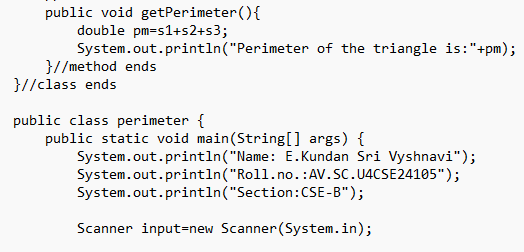 public void getPerimeter(){
        double pm=s1+s2+s3;
        System.out.println("Perimeter of the triangle is:"+pm);
    }//method ends
}//class ends

public class perimeter {
    public static void main(String[] args) {
        System.out.println("Name: E.Kundan Sri Vyshnavi");
        System.out.println("Roll.no.:AV.SC.U4CSE24105");
        System.out.println("Section:CSE-B");

        Scanner input=new Scanner(System.in);